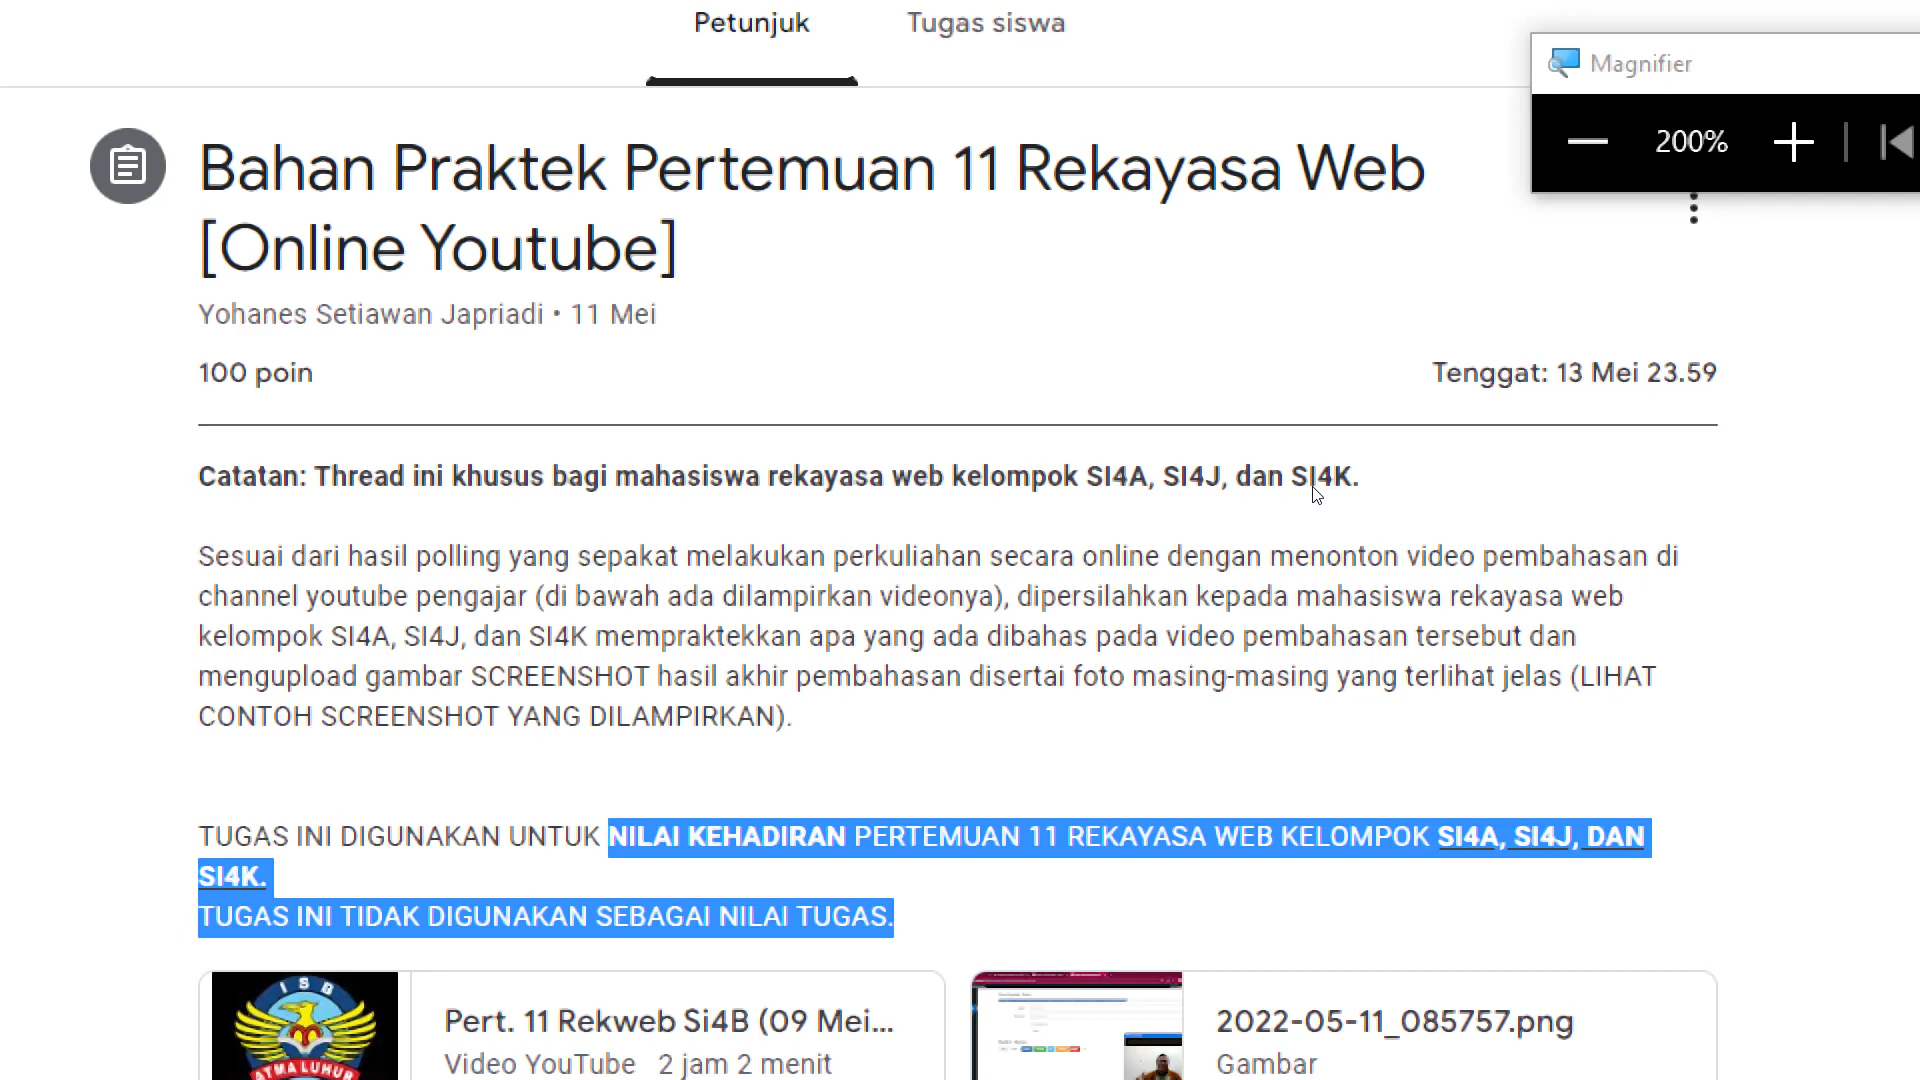 Petunjuk
Tugas siswa
Magnifier
200%
Bahan Praktek Pertemuan 11 Rekayasa Web
[Online Youtube]
Yohanes Setiawan Japriadi • 11 Mei
100 poin
Tenggat: 13 Mei 23.59
Catatan: Thread ini khusus bagi mahasiswa rekayasa web kelompok SI4A, SI4J, dan SI4K.
Sesuai dari hasil polling yang sepakat melakukan perkuliahan secara online dengan menonton video pembahasan di
channel youtube pengajar (di bawah ada dilampirkan videonya), dipersilahkan kepada mahasiswa rekayasa web
kelompok SI4A, SI4J, dan SI4K mempraktekkan apa yang ada dibahas pada video pembahasan tersebut dan
mengupload gambar SCREENSHOT hasil akhir pembahasan disertai foto masing-masing yang terlihat jelas (LIHAT
CONTOH SCREENSHOT YANG DILAMPIRKAN).
TUGAS INI DIGUNAKAN UNTUK NILAI KEHADIRAN PERTEMUAN 11 REKAYASA WEB KELOMPOK SI4A, SI4J, DAN
SI4K.
TUGAS INI TIDAK DIGUNAKAN SEBAGAI NILAI TUGAS.
ISB
ATMA LUHUR
Pert. 11 Rekweb Si4B (09 Mei...
Video YouTube 2 jam 2 menit
2022-05-11_085757.png
Gambar